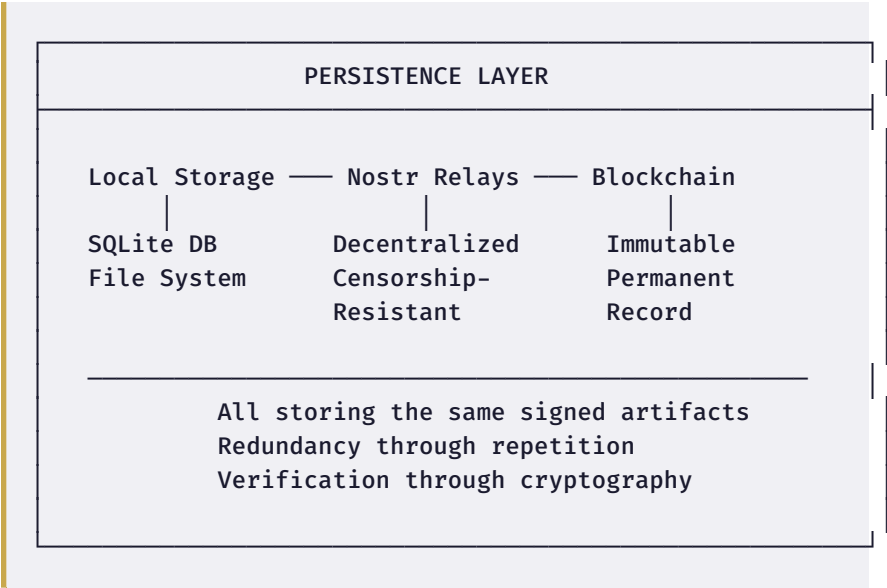 PERSISTENCE LAYER
Local Storage ─── Nostr Relays ─── Blockchain
SQLite DB Decentralized Immutable
File System Censorship- Permanent
Resistant Record
All storing the same signed artifacts
Redundancy through repetition
Verification through cryptography